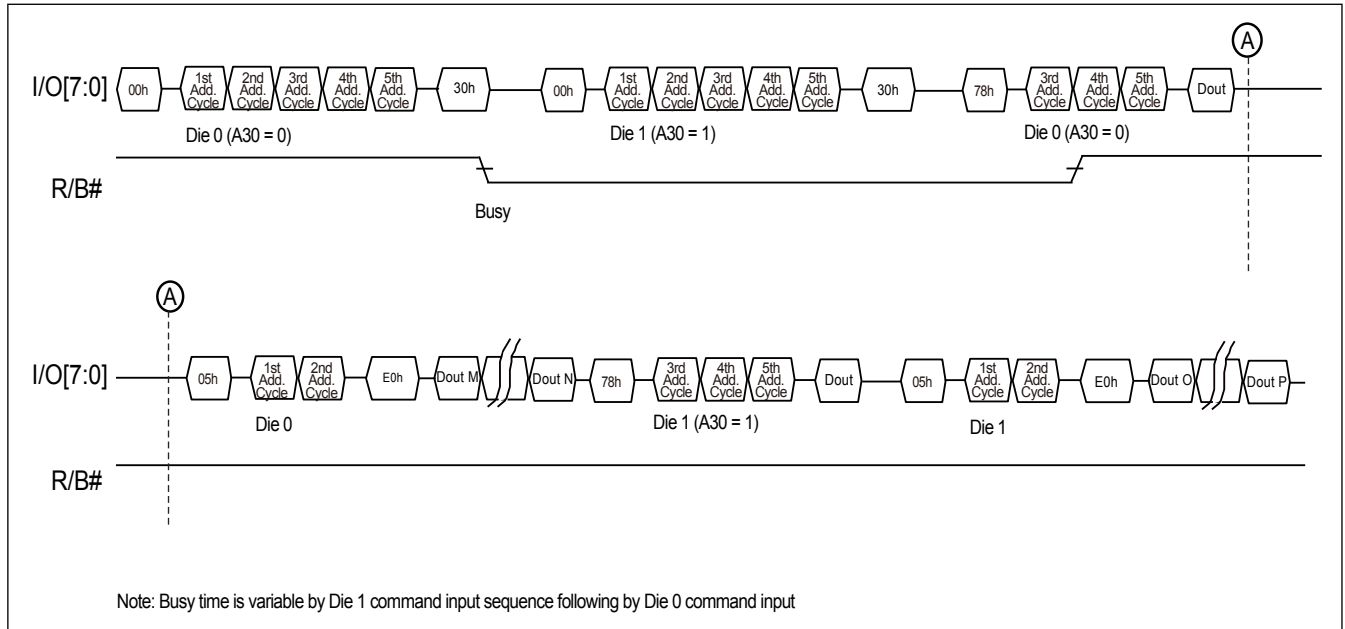 A
I/O[7:0] 00h 1st Add. Cycle 2nd Add. Cycle 3rd Add. Cycle 4th Add. Cycle 5th Add. Cycle 30h 00h 1st Add. Cycle 2nd Add. Cycle 3rd Add. Cycle 4th Add. Cycle 5th Add. Cycle 30h 78h 3rd Add. Cycle 4th Add. Cycle 5th Add. Cycle Dout
Die 0 (A30 = 0) Die 1 (A30 = 1) Die 0 (A30 = 0)
R/B#
Busy
A
I/O[7:0] 05h 1st Add. Cycle 2nd Add. Cycle E0h Dout M Dout N 78h 3rd Add. Cycle 4th Add. Cycle 5th Add. Cycle Dout 05h 1st Add. Cycle 2nd Add. Cycle E0h Dout O Dout P
Die 0 Die 1 (A30 = 1) Die 1
R/B#
Note: Busy time is variable by Die 1 command input sequence following by Die 0 command input